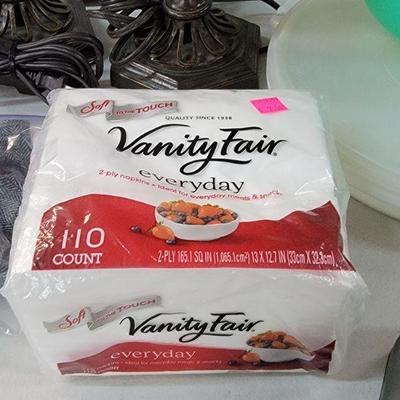 Soft TO THE TOUCH
QUALITY SINCE 1958
Vanity Fair
everyday
2-ply napkins • ideal for everyday meals & snacks
110
COUNT
2-PLY 165.1 SQ IN (1,065.1cm²) 13 X 12.7 IN (33cm X 32.3cm)
Soft TO THE TOUCH
Vanity Fair
everyday